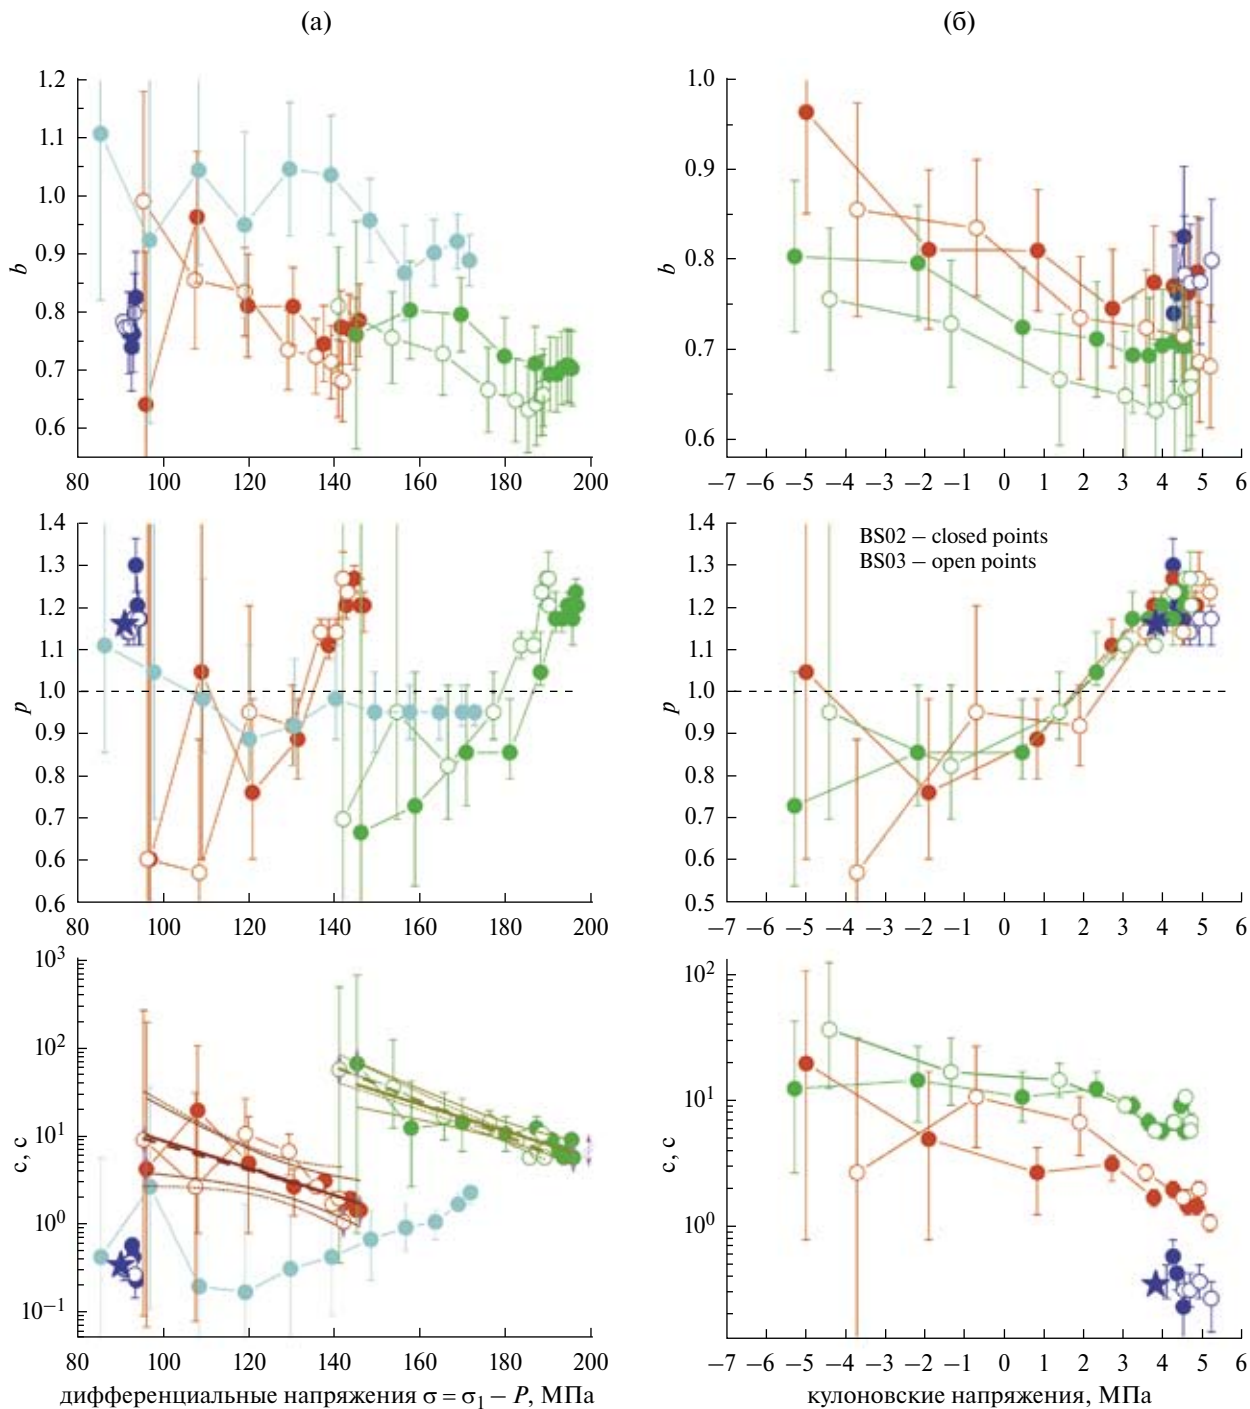 (а)
(б)
1.2
1.1
1.0
0.9
0.8
0.7
0.6
b
80 100 120 140 160 180 200
1.0
0.9
0.8
0.7
0.6
b
−7 −6 −5 −4 −3 −2 −1 0 1 2 3 4 5 6
1.4
1.3
1.2
1.1
1.0
0.9
0.8
0.7
0.6
0.6
p
80 100 120 140 160 180 200
BS02 – closed points
BS03 – open points
1.4
1.3
1.2
1.1
1.0
0.9
0.8
0.7
0.6
0.5
p
−7 −6 −5 −4 −3 −2 −1 0 1 2 3 4 5 6
10³
10²
10¹
10⁰
10⁻¹
c, c
80 100 120 140 160 180 200
дифференциальные напряжения σ = σ₁ − P, МПа
10²
10¹
10⁰
c, c
−7 −6 −5 −4 −3 −2 −1 0 1 2 3 4 5 6
кулоновские напряжения, МПа